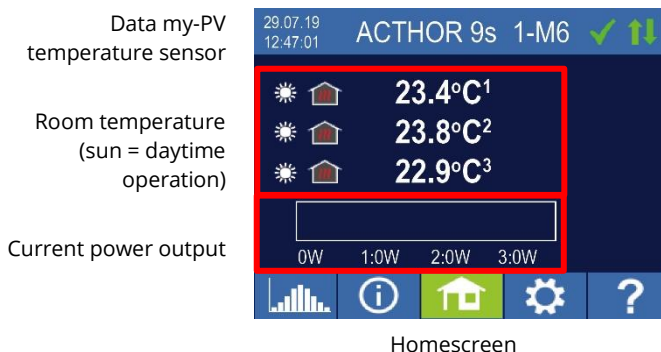 Data my-PV
temperature sensor
Room temperature
(sun = daytime
operation)
Current power output
29.07.19
12:47:01
ACTHOR 9s 1-M6
23.4°C¹
23.8°C²
22.9°C³
0W 1:0W 2:0W 3:0W
i
?
Homescreen